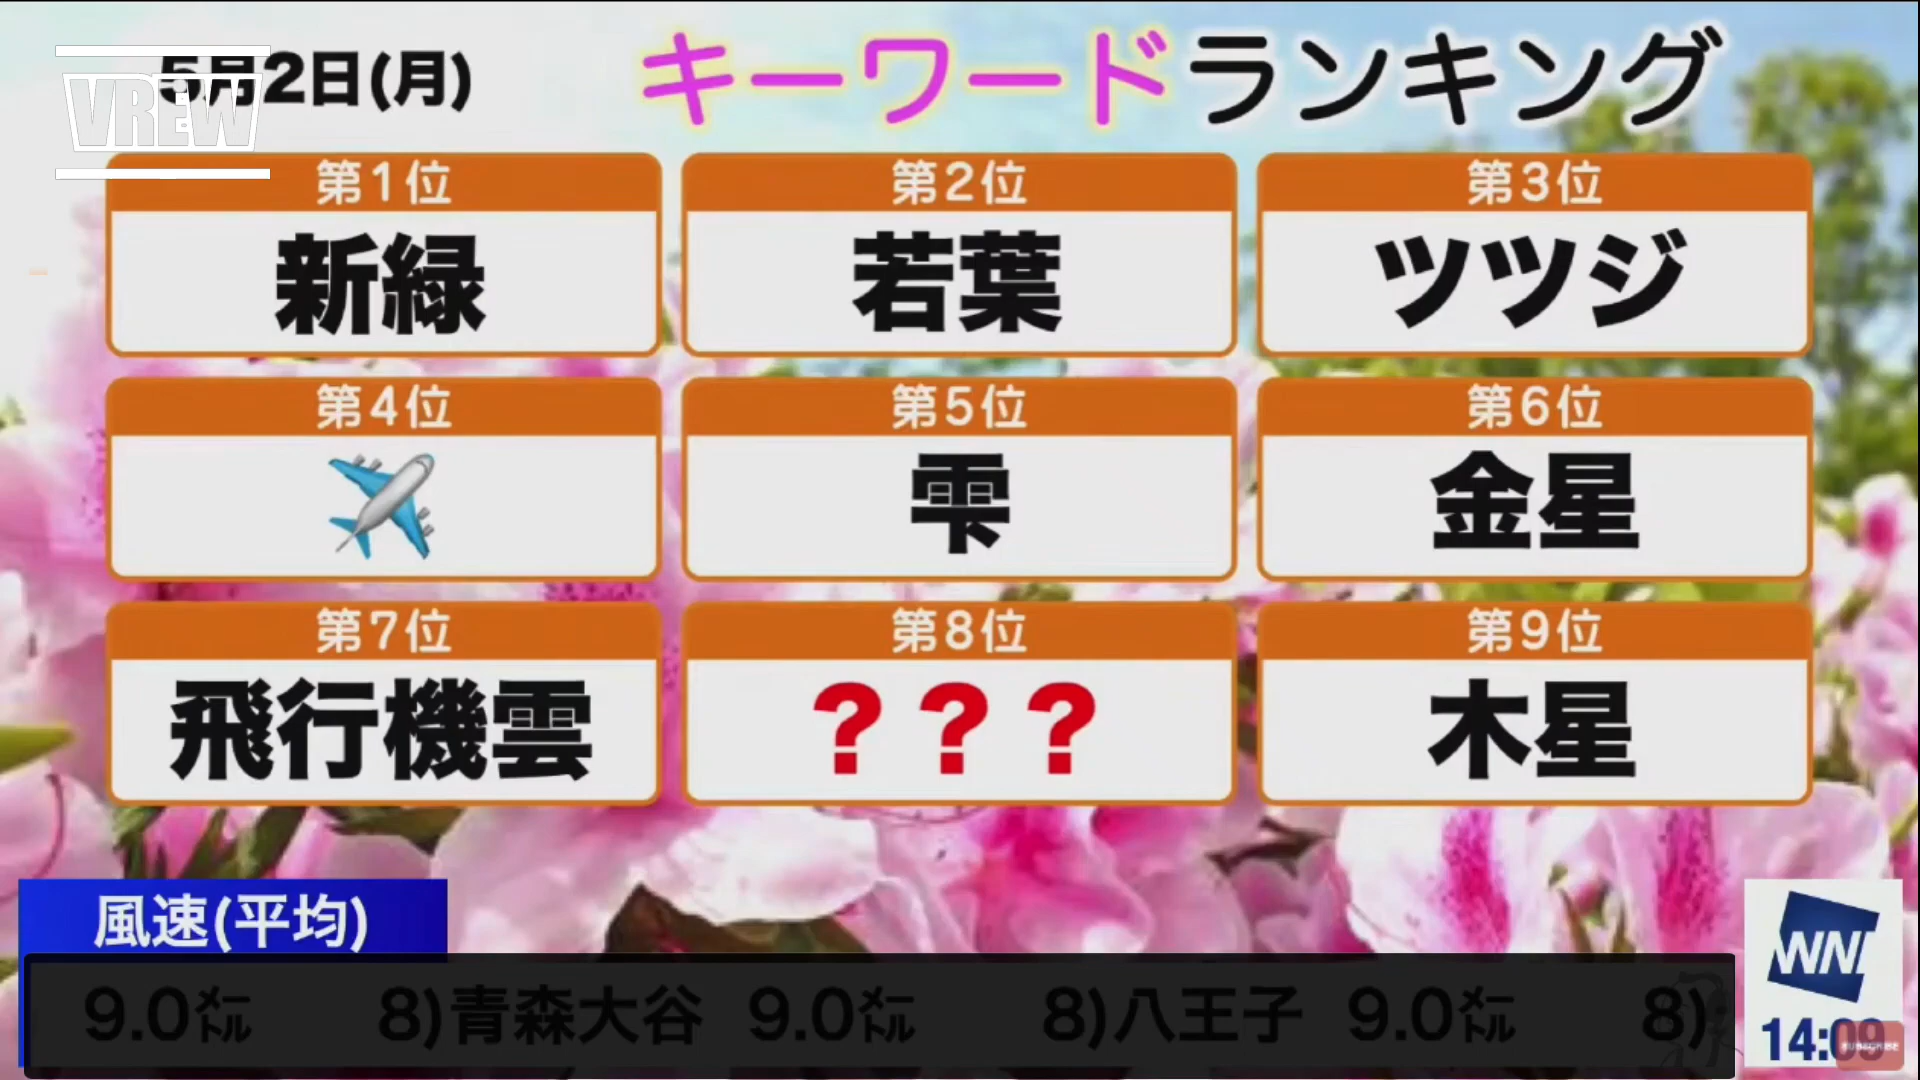 5月2日(月)
VREW
キーワードランキング
第1位
新緑
第2位
若葉
第3位
ツツジ
第4位
第5位
雫
第6位
金星
第7位
飛行機雲
第8位
???
第9位
木星
風速(平均)
9.0メートル 8)青森大谷 9.0メートル 8)八王子 9.0メートル 8)
WNI
14:09
SUBSCRIBE